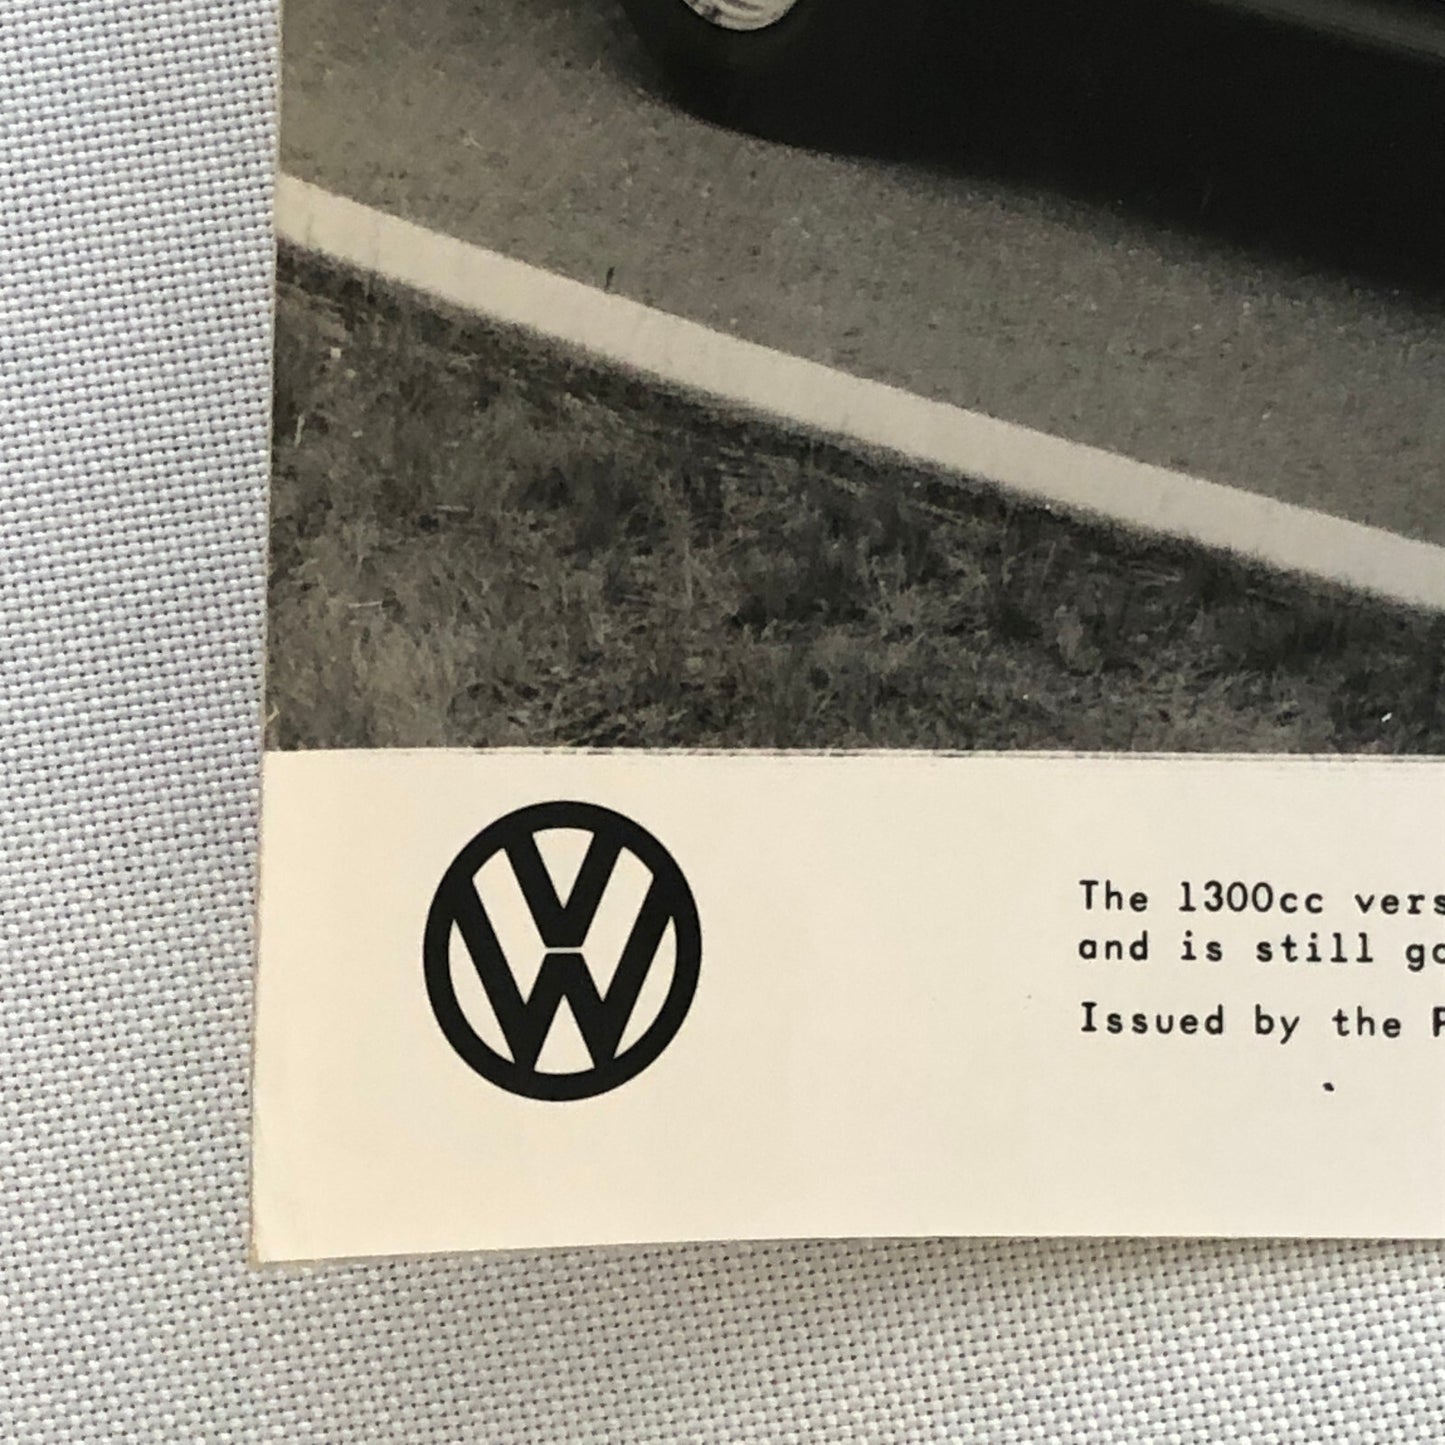 The 1300cc vers
and is still go
Issued by the P